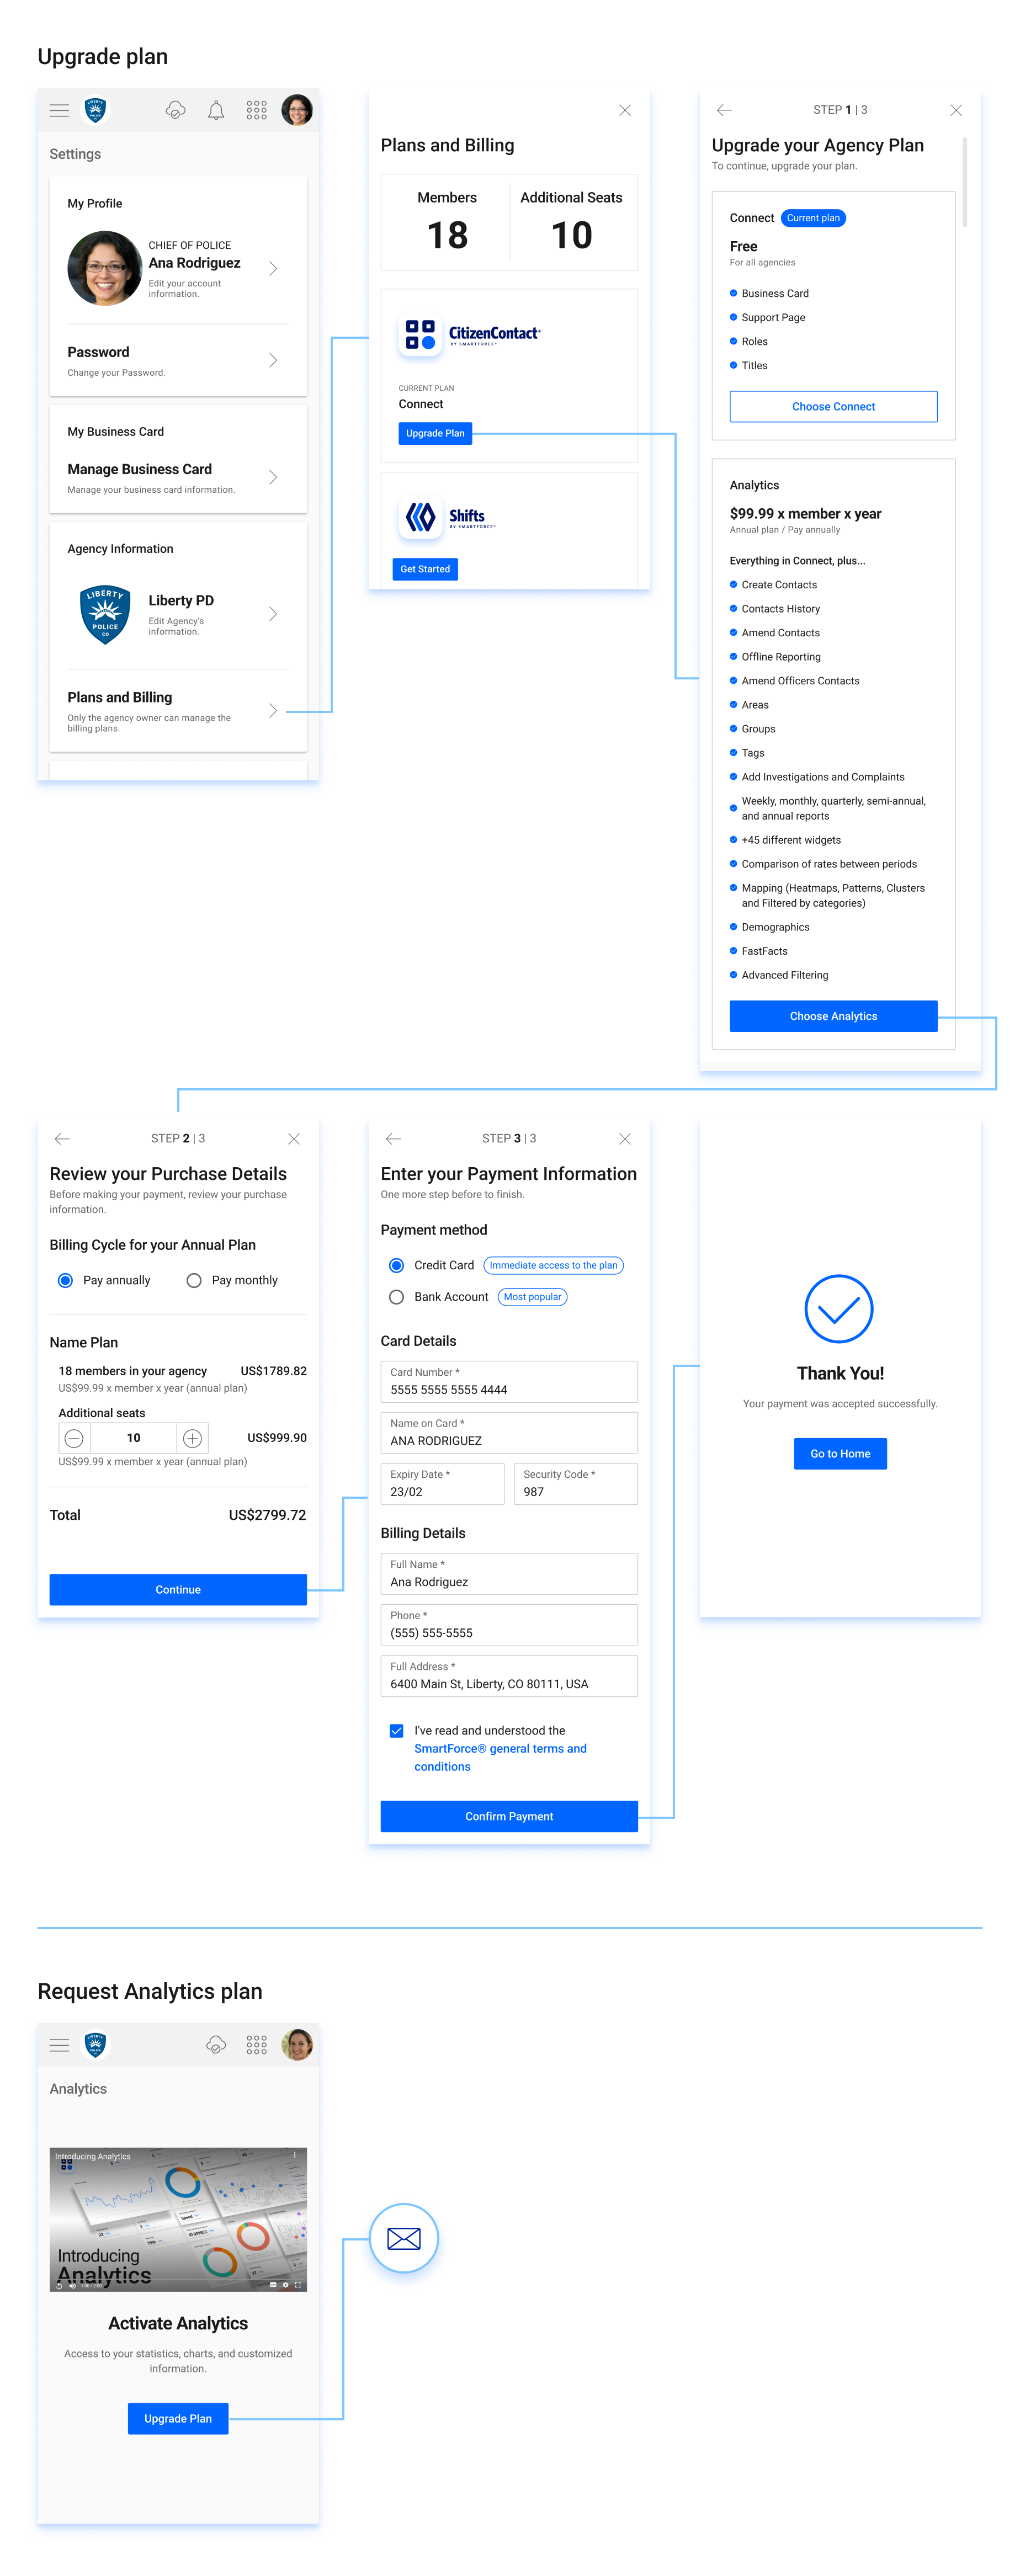 Upgrade plan
Settings
My Profile
CHIEF OF POLICE
Ana Rodriguez
Edit your account
information.
Password
Change your Password.
My Business Card
Manage Business Card
Manage your business card information.
Agency Information
LIBERTY
POLICE
CO
Liberty PD
Edit Agency's
information.
Plans and Billing
Only the agency owner can manage the
billing plans.
Plans and Billing
Members
18
Additional Seats
10
CitizenContact
BY SMARTFORCE®
CURRENT PLAN
Connect
Upgrade Plan
Shifts
BY SMARTFORCE®
Get Started
STEP 1 | 3
Upgrade your Agency Plan
To continue, upgrade your plan.
Connect Current plan
Free
For all agencies
Business Card
Support Page
Roles
Titles
Choose Connect
Analytics
$99.99 x member x year
Annual plan / Pay annually
Everything in Connect, plus...
Create Contacts
Contacts History
Amend Contacts
Offline Reporting
Amend Officers Contacts
Areas
Groups
Tags
Add Investigations and Complaints
Weekly, monthly, quarterly, semi-annual,
and annual reports
+45 different widgets
Comparison of rates between periods
Mapping (Heatmaps, Patterns, Clusters
and Filtered by categories)
Demographics
FastFacts
Advanced Filtering
Choose Analytics
STEP 2 | 3
Review your Purchase Details
Before making your payment, review your purchase
information.
Billing Cycle for your Annual Plan
Pay annually Pay monthly
Name Plan
18 members in your agency US$1789.82
US$99.99 x member x year (annual plan)
Additional seats
10 US$999.90
US$99.99 x member x year (annual plan)
Total US$2799.72
Continue
STEP 3 | 3
Enter your Payment Information
One more step before to finish.
Payment method
Credit Card Immediate access to the plan
Bank Account Most popular
Card Details
Card Number *
5555 5555 5555 4444
Name on Card *
ANA RODRIGUEZ
Expiry Date *
23/02
Security Code *
987
Billing Details
Full Name *
Ana Rodriguez
Phone *
(555) 555-5555
Full Address *
6400 Main St, Liberty, CO 80111, USA
I've read and understood the
SmartForce® general terms and
conditions
Confirm Payment
Thank You!
Your payment was accepted successfully.
Go to Home
Request Analytics plan
Analytics
Introducing Analytics
Introducing
Analytics
Activate Analytics
Access to your statistics, charts, and customized
information.
Upgrade Plan